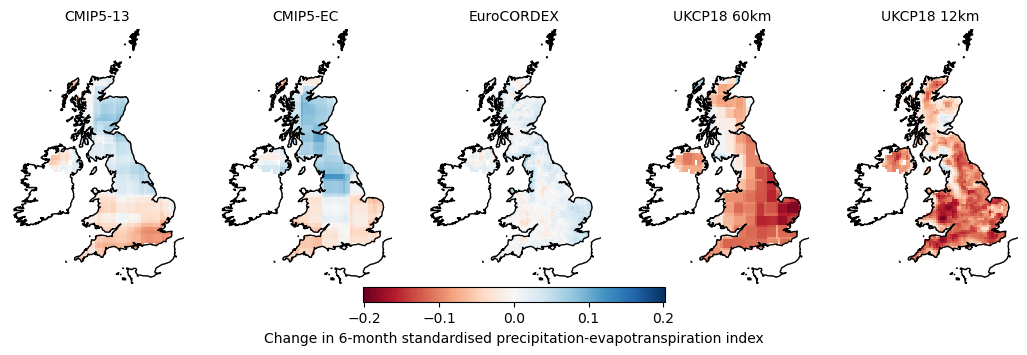 CMIP5-13 CMIP5-EC EuroCORDEX UKCP18 60km UKCP18 12km
−0.2 −0.1 0.0 0.1 0.2
Change in 6-month standardised precipitation-evapotranspiration index